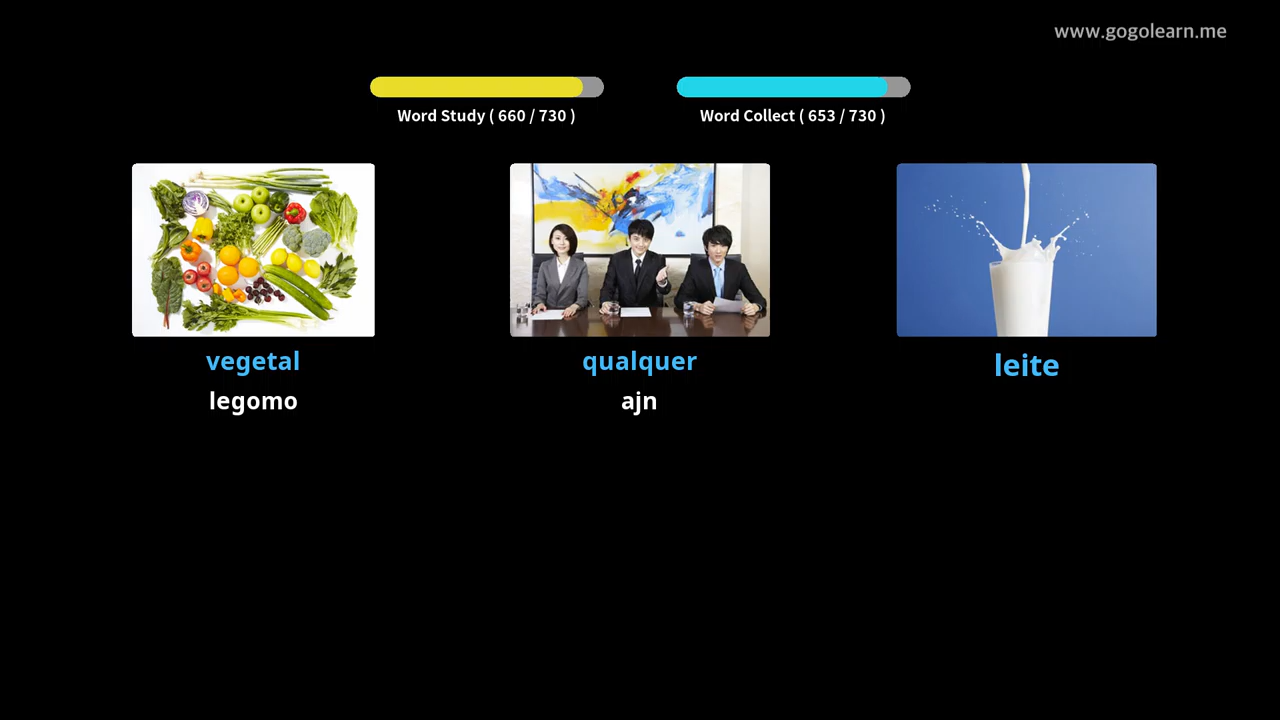 www.gogolearn.me
Word Study ( 660 / 730 )
Word Collect ( 653 / 730 )
vegetal
legomo
qualquer
ajn
leite